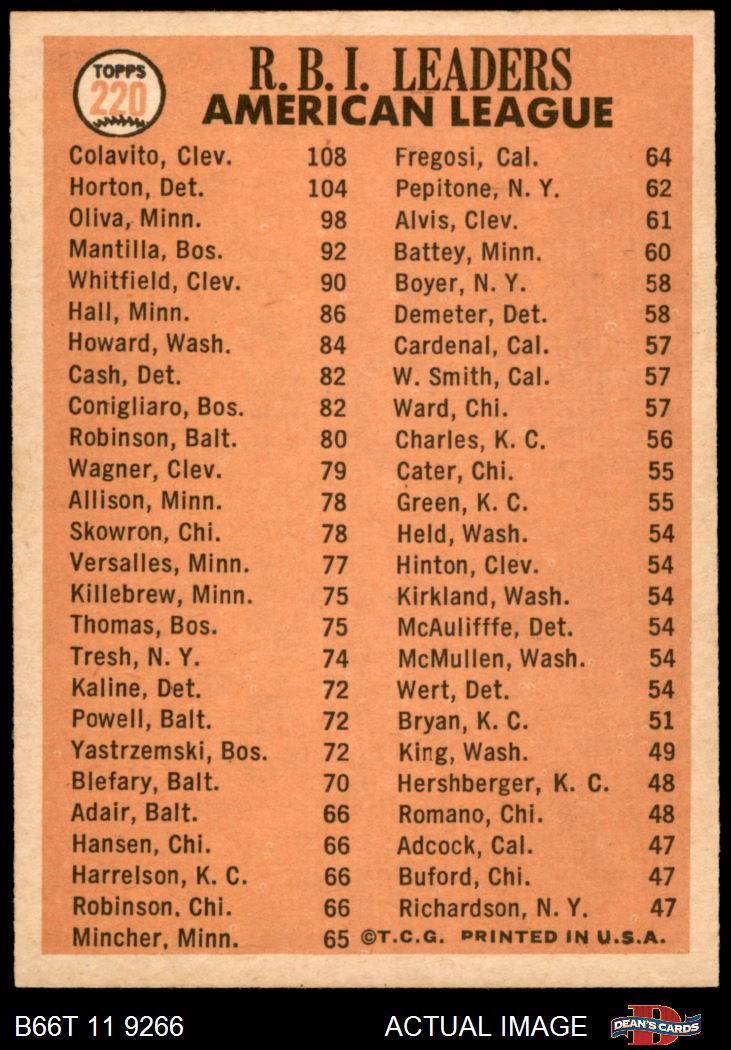 TOPPS
220
R. B. I. LEADERS
AMERICAN LEAGUE
Colavito, Clev. 108
Horton, Det. 104
Oliva, Minn. 98
Mantilla, Bos. 92
Whitfield, Clev. 90
Hall, Minn. 86
Howard, Wash. 84
Cash, Det. 82
Conigliaro, Bos. 82
Robinson, Balt. 80
Wagner, Clev. 79
Allison, Minn. 78
Skowron, Chi. 78
Versalles, Minn. 77
Killebrew, Minn. 75
Thomas, Bos. 75
Tresh, N. Y. 74
Kaline, Det. 72
Powell, Balt. 72
Yastrzemski, Bos. 72
Blefary, Balt. 70
Adair, Balt. 66
Hansen, Chi. 66
Harrelson, K. C. 66
Robinson, Chi. 66
Mincher, Minn. 65
Fregosi, Cal. 64
Pepitone, N. Y. 62
Alvis, Clev. 61
Battey, Minn. 60
Boyer, N. Y. 58
Demeter, Det. 58
Cardenal, Cal. 57
W. Smith, Cal. 57
Ward, Chi. 57
Charles, K. C. 56
Cater, Chi. 55
Green, K. C. 55
Held, Wash. 54
Hinton, Clev. 54
Kirkland, Wash. 54
McAulifffe, Det. 54
McMullen, Wash. 54
Wert, Det. 54
Bryan, K. C. 51
King, Wash. 49
Hershberger, K. C. 48
Romano, Chi. 48
Adcock, Cal. 47
Buford, Chi. 47
Richardson, N. Y. 47
©T.C.G. PRINTED IN U.S.A.
B66T 11 9266
ACTUAL IMAGE
DEAN'S CARDS